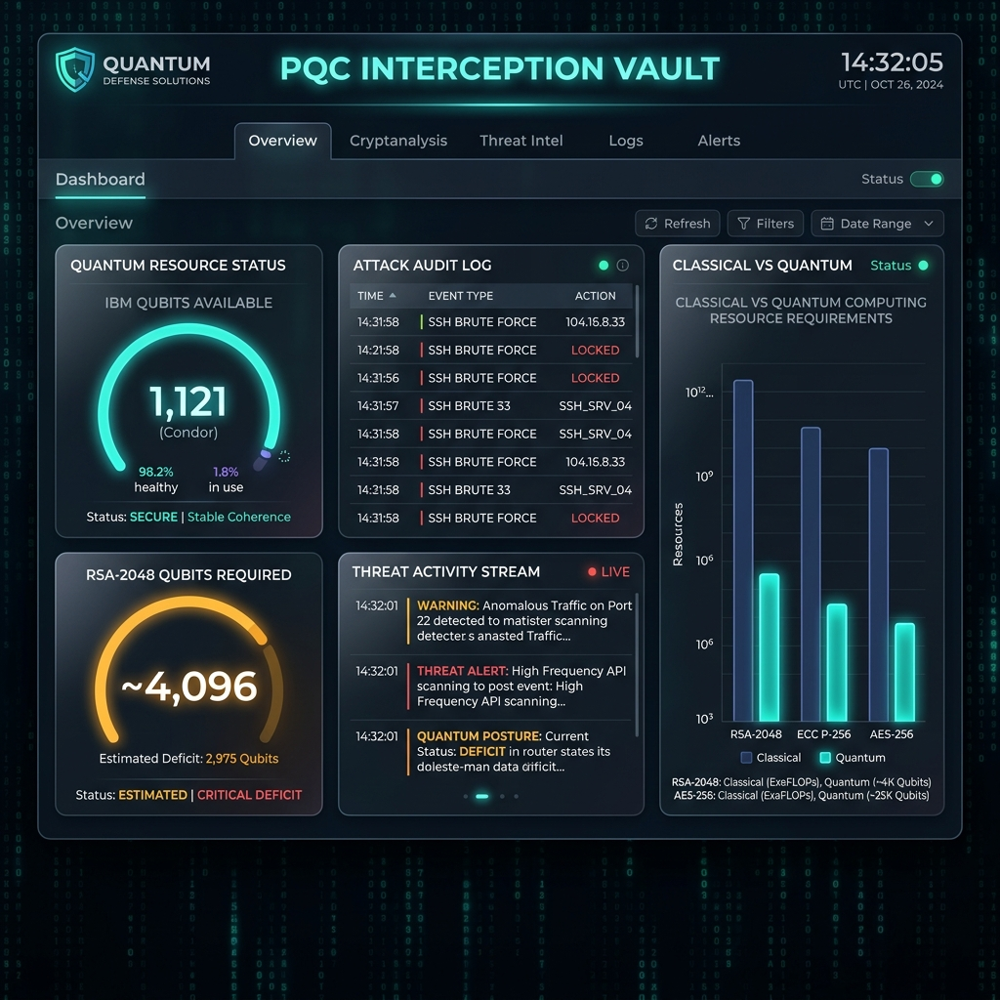 QUANTUM
DEFENSE SOLUTIONS
PQC INTERCEPTION VAULT
14:32:05
UTC | OCT 26, 2024
Overview
Cryptanalysis
Threat Intel
Logs
Alerts
Dashboard
Status
Overview
Refresh
Filters
Date Range
QUANTUM RESOURCE STATUS
IBM QUBITS AVAILABLE
1,121
(Condor)
98.2%
healthy
1.8%
in use
Status: SECURE | Stable Coherence
RSA-2048 QUBITS REQUIRED
~4,096
Estimated Deficit: 2,975 Qubits
Status: ESTIMATED | CRITICAL DEFICIT
ATTACK AUDIT LOG
TIME EVENT TYPE ACTION
14:31:58 SSH BRUTE FORCE 104.16.8.33
14:21:58 SSH BRUTE FORCE LOCKED
14:31:56 SSH BRUTE FORCE LOCKED
14:31:57 SSH BRUTE 33 SSH_SRV_04
14:31:58 SSH BRUTE FORCE SSH_SRV_04
14:31:58 SSH BRUTE FORCE 104.16.8.33
14:21:58 SSH BRUTE 33 SSH_SRV_04
14:31:58 SSH BRUTE FORCE LOCKED
THREAT ACTIVITY STREAM
LIVE
14:32:01 WARNING: Anomalous Traffic on Port
22 detected to matister scanning
detecter s anasted Traffic...
14:32:01 THREAT ALERT: High Frequency API
scanning to post event: High
Frequency API scanning...
14:32:01 QUANTUM POSTURE: Current
Status: DEFICIT in router states its
doleste-man data difficit...
CLASSICAL VS QUANTUM
Status
CLASSICAL VS QUANTUM COMPUTING
RESOURCE REQUIREMENTS
Resources
10¹²...
10⁹
10⁶
10⁶
10³
RSA-2048
ECC P-256
AES-256
Classical
Quantum
RSA-2048: Classical (ExeFLOPs), Quantum (~4K Qubits)
AES-256: Classical (ExaFLOPs), Quantum (~2SK Qubits)